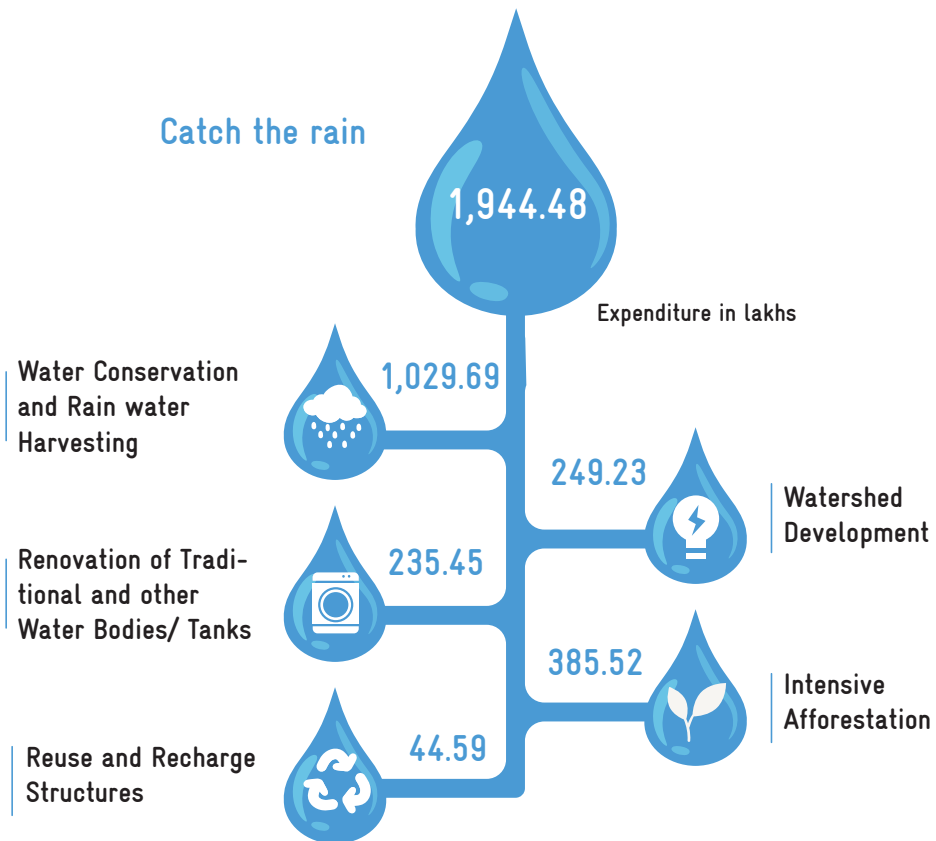 Catch the rain
1,944.48
Expenditure in lakhs
Water Conservation
and Rain water
Harvesting
1,029.69
249.23
Watershed
Development
Renovation of Tradi-
tional and other
Water Bodies/ Tanks
235.45
385.52
Intensive
Afforestation
Reuse and Recharge
Structures
44.59